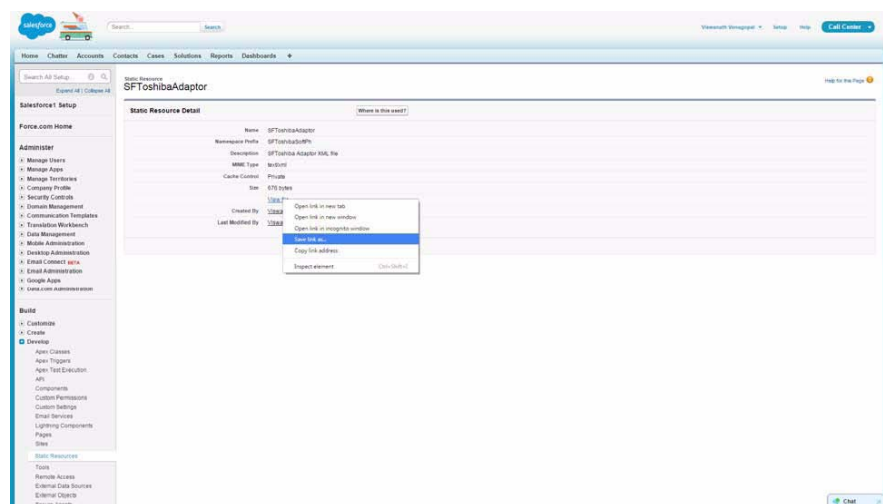 salesforce
Search...
Search
Viswanath Venugopal
Setup
Help
Call Center
Home Chatter Accounts Contacts Cases Solutions Reports Dashboards +
Search All Setup...
Expand All | Collapse All
Salesforce1 Setup
Force.com Home
Administer
Manage Users
Manage Apps
Manage Territories
Company Profile
Security Controls
Domain Management
Communication Templates
Translation Workbench
Data Management
Mobile Administration
Desktop Administration
Email Connect BETA
Email Administration
Google Apps
Data.com Administration
Build
Customize
Create
Develop
Apex Classes
Apex Triggers
Apex Test Execution
API
Components
Custom Permissions
Custom Settings
Email Services
Lightning Components
Pages
Sites
Static Resources
Tools
Remote Access
External Data Sources
External Objects
Static Resource
SFToshibaAdaptor
Help for this Page
Static Resource Detail
Where is this used?
Name SFToshibaAdaptor
Namespace Prefix SFToshibaSoftPh
Description SFToshiba Adaptor XML file
MIME Type text/xml
Cache Control Private
Size 676 bytes
View file
Created By Viswa
Last Modified By Viswa
Open link in new tab
Open link in new window
Open link in incognito window
Save link as...
Copy link address
Inspect element Ctrl+Shift+I
Chat